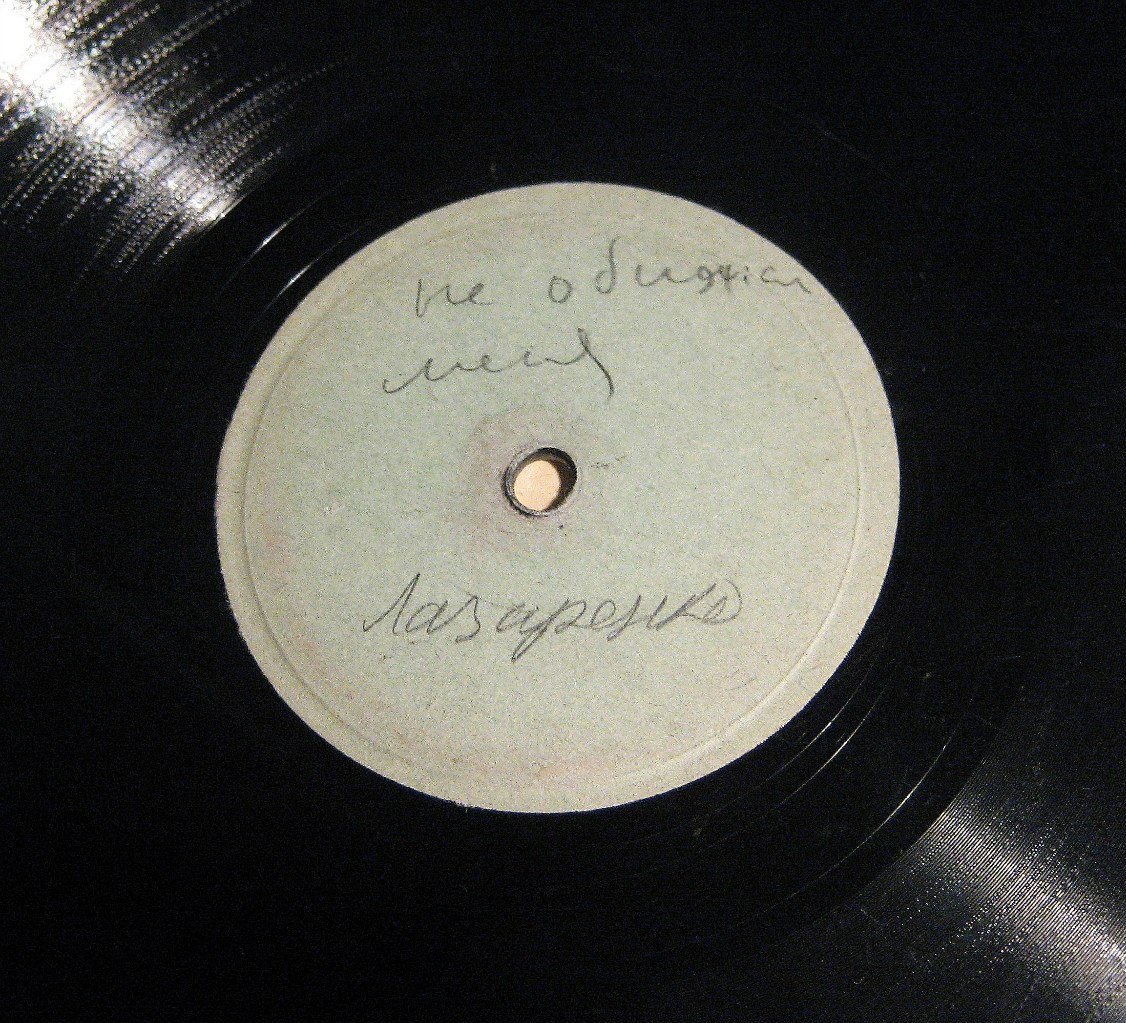 не обижай
меня
Лазаренко